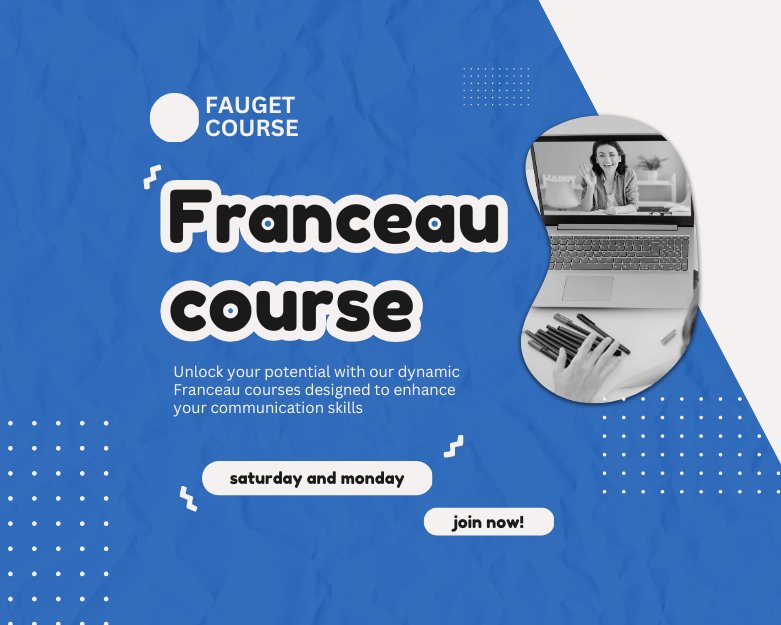 FAUGET
COURSE
Franceau
course
Unlock your potential with our dynamic
Franceau courses designed to enhance
your communication skills
saturday and monday
join now!
HAPPY